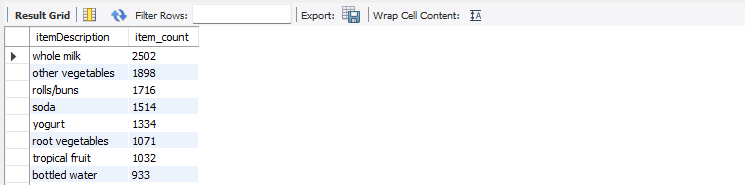 Result Grid Filter Rows: Export: Wrap Cell Content:
itemDescription item_count
whole milk 2502
other vegetables 1898
rolls/buns 1716
soda 1514
yogurt 1334
root vegetables 1071
tropical fruit 1032
bottled water 933